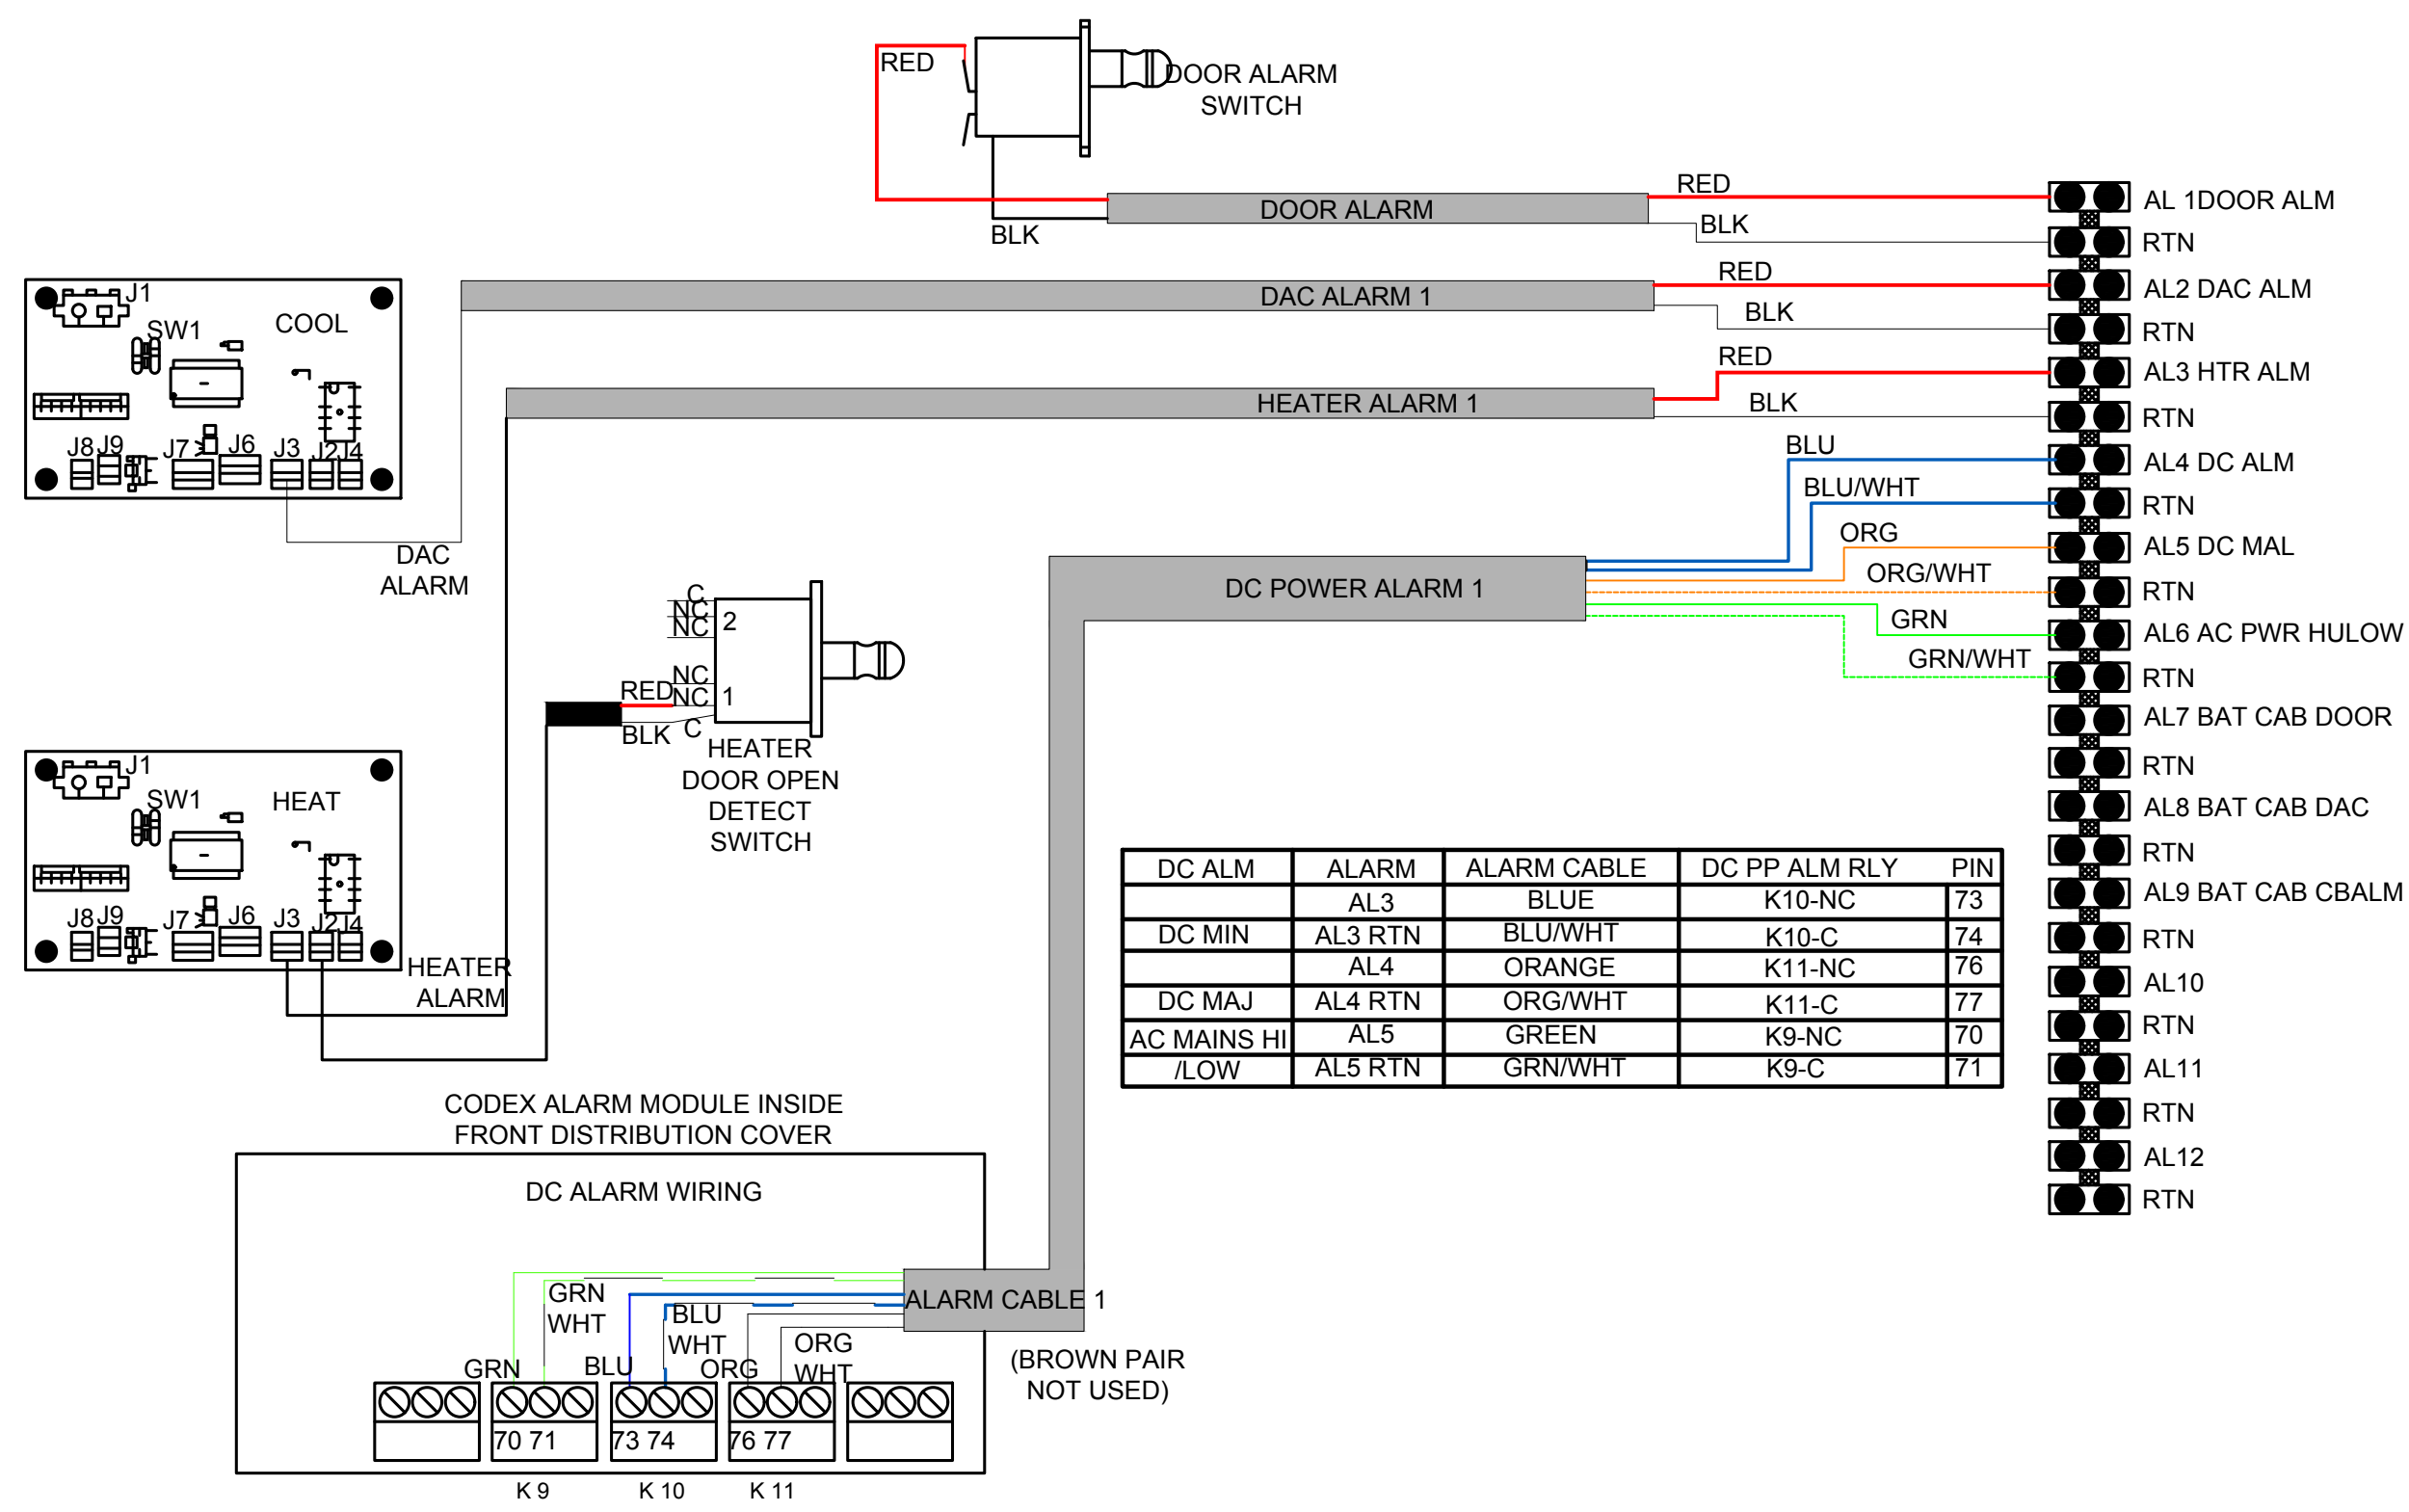 RED
DOOR ALARM
SWITCH
BLK
DOOR ALARM
RED
BLK
AL 1DOOR ALM
RTN
DAC ALARM 1
RED
BLK
AL2 DAC ALM
RTN
HEATER ALARM 1
RED
BLK
AL3 HTR ALM
RTN
BLU
AL4 DC ALM
BLU/WHT
RTN
ORG
AL5 DC MAL
ORG/WHT
RTN
GRN
AL6 AC PWR HULOW
GRN/WHT
RTN
AL7 BAT CAB DOOR
RTN
AL8 BAT CAB DAC
RTN
AL9 BAT CAB CBALM
RTN
AL10
RTN
AL11
RTN
AL12
RTN
J1
SW1
COOL
J8 J9 J7 J6 J3 J2 J4
DAC
ALARM
DC POWER ALARM 1
C
NC
NC
2
NC
NC
1
C
RED
BLK
HEATER
DOOR OPEN
DETECT
SWITCH
J1
SW1
HEAT
J8 J9 J7 J6 J3 J2 J4
HEATER
ALARM
DC ALM ALARM ALARM CABLE DC PP ALM RLY PIN
AL3 BLUE K10-NC 73
DC MIN AL3 RTN BLU/WHT K10-C 74
AL4 ORANGE K11-NC 76
DC MAJ AL4 RTN ORG/WHT K11-C 77
AC MAINS HI AL5 GREEN K9-NC 70
/LOW AL5 RTN GRN/WHT K9-C 71
CODEX ALARM MODULE INSIDE
FRONT DISTRIBUTION COVER
DC ALARM WIRING
ALARM CABLE 1
GRN
WHT
BLU
WHT
ORG
WHT
GRN
BLU
ORG
(BROWN PAIR
NOT USED)
70 71
73 74
76 77
K 9
K 10
K 11